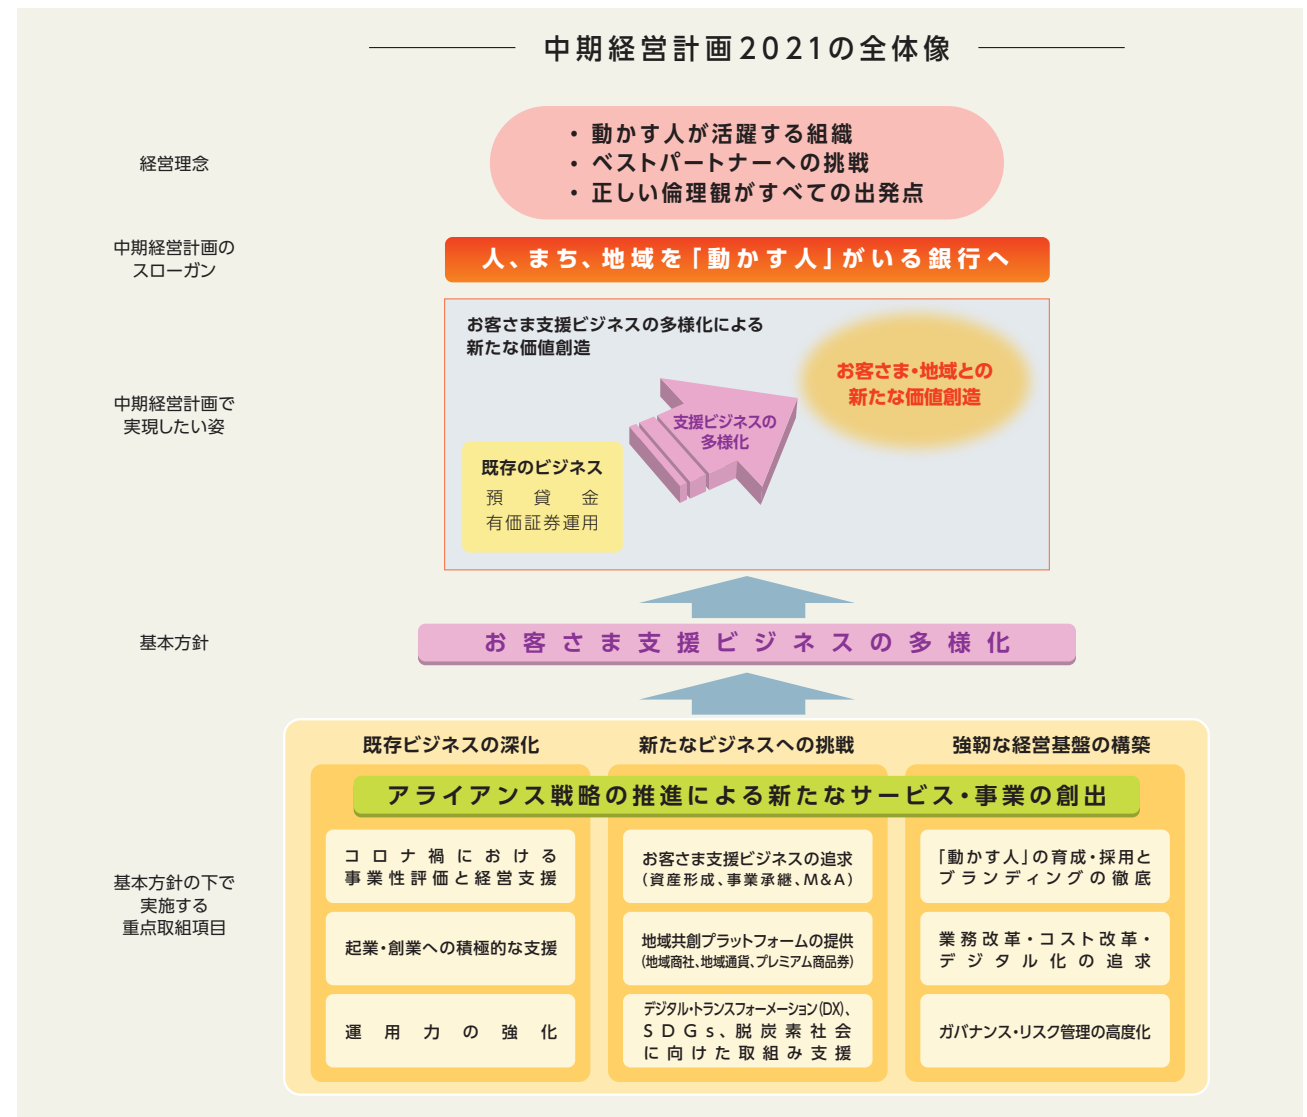 中期経営計画2021の全体像
経営理念
・動かす人が活躍する組織
・ベストパートナーへの挑戦
・正しい倫理観がすべての出発点
中期経営計画の
スローガン
人、まち、地域を「動かす人」がいる銀行へ
中期経営計画で
実現したい姿
お客さま支援ビジネスの多様化による
新たな価値創造
お客さま・地域との
新たな価値創造
支援ビジネスの
多様化
既存のビジネス
預貸金
有価証券運用
基本方針
お客さま支援ビジネスの多様化
基本方針の下で
実施する
重点取組項目
既存ビジネスの深化
新たなビジネスへの挑戦
強靭な経営基盤の構築
アライアンス戦略の推進による新たなサービス・事業の創出
コロナ禍における
事業性評価と経営支援
起業・創業への積極的な支援
運用力の強化
お客さま支援ビジネスの追求
(資産形成、事業承継、M&A)
地域共創プラットフォームの提供
(地域商社、地域通貨、プレミアム商品券)
デジタル・トランスフォーメーション(DX)、
SDGs、脱炭素社会
に向けた取組み支援
「動かす人」の育成・採用と
ブランディングの徹底
業務改革・コスト改革・
デジタル化の追求
ガバナンス・リスク管理の高度化